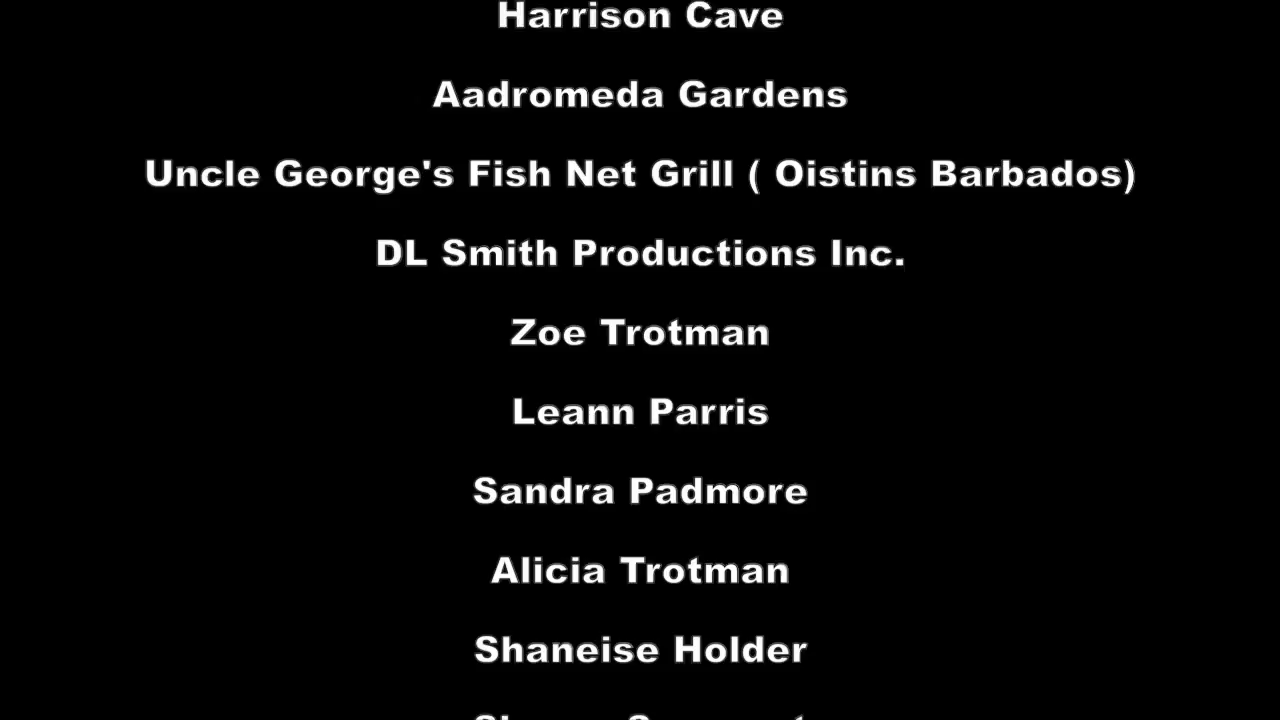 Harrison Cave
Aadromeda Gardens
Uncle George's Fish Net Grill ( Oistins Barbados)
DL Smith Productions Inc.
Zoe Trotman
Leann Parris
Sandra Padmore
Alicia Trotman
Shaneise Holder